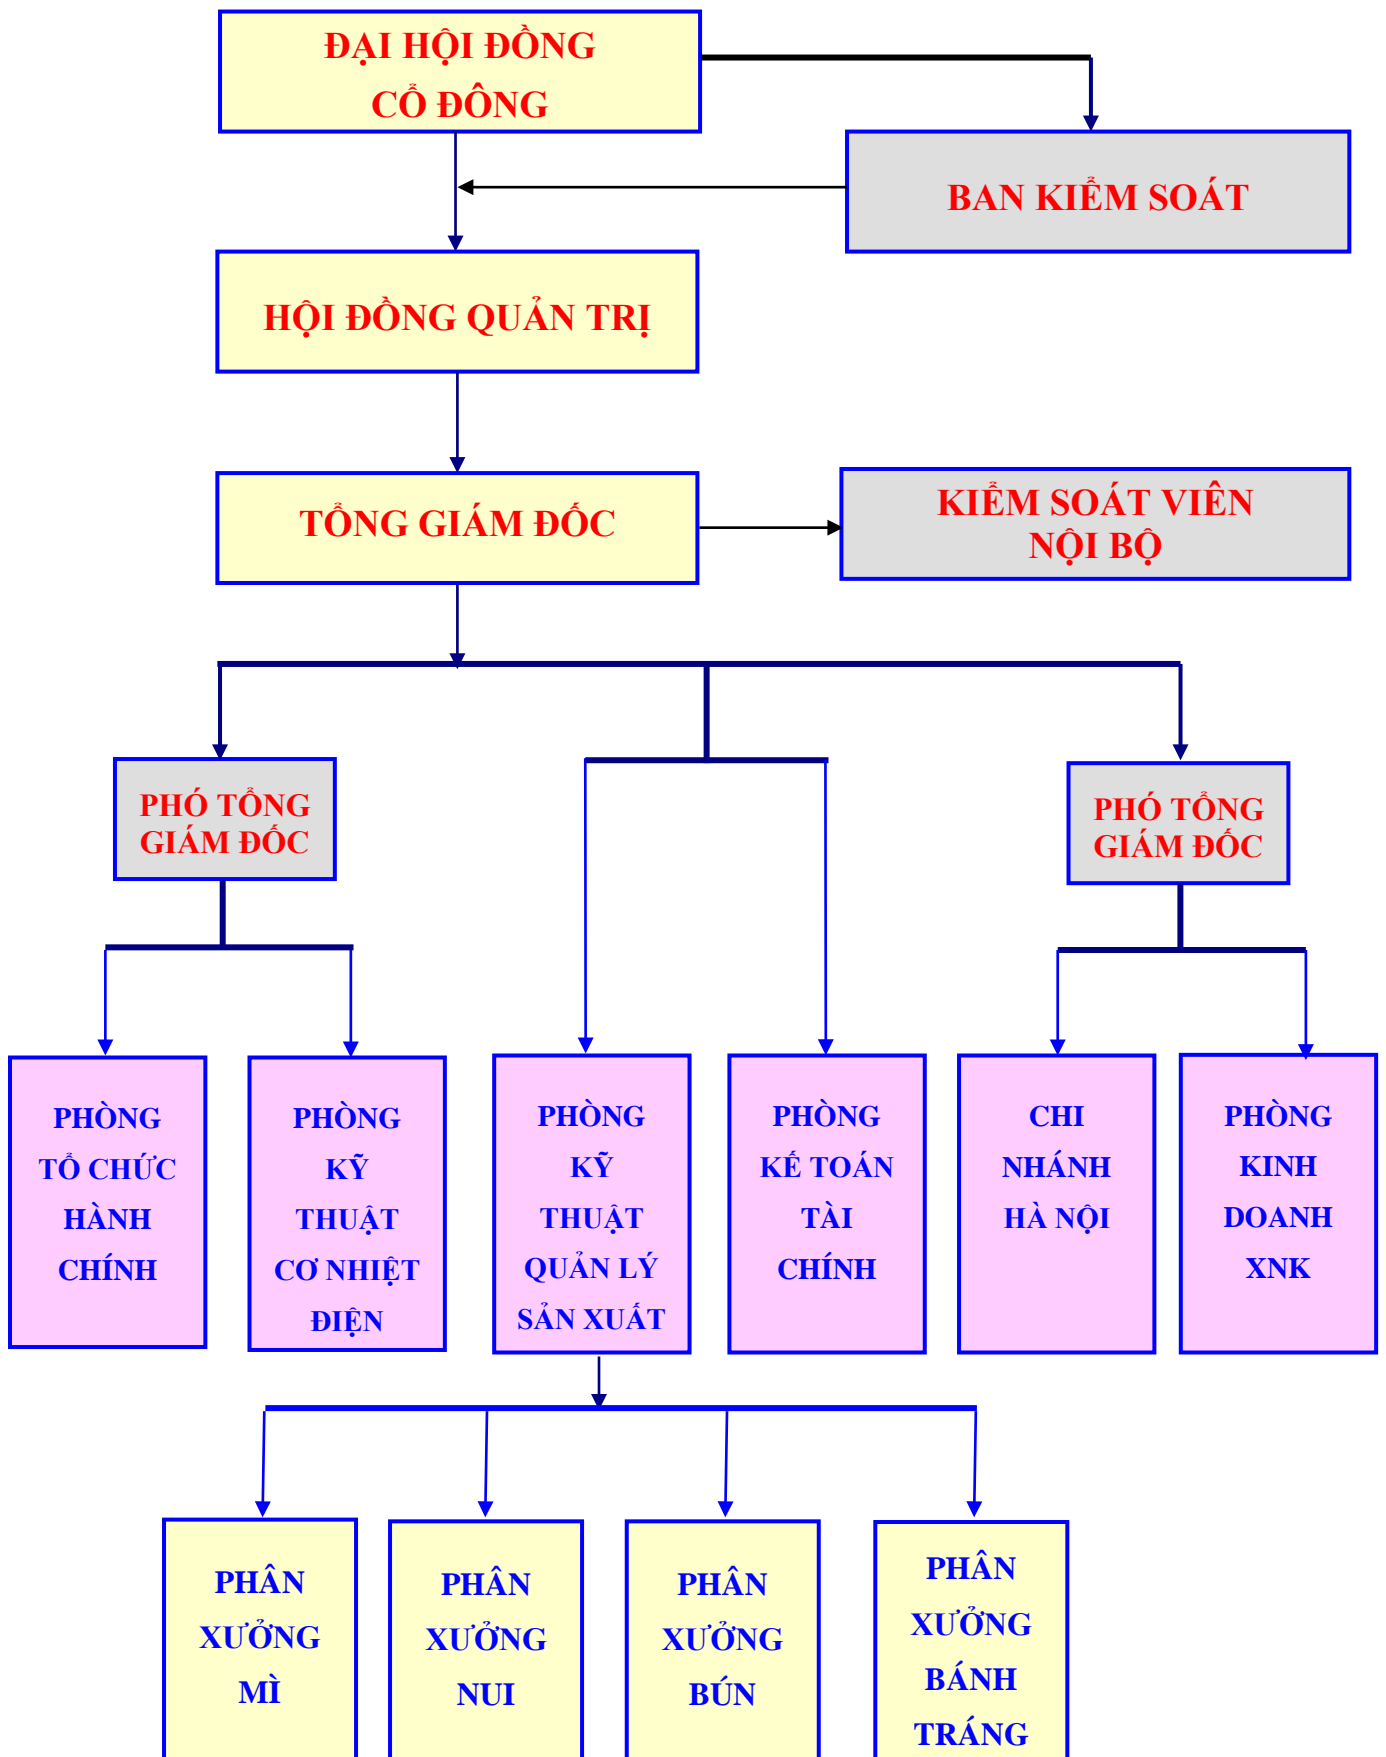 ĐẠI HỘI ĐỒNG
CỔ ĐÔNG
BAN KIỂM SOÁT
HỘI ĐỒNG QUẢN TRỊ
TỔNG GIÁM ĐỐC
KIỂM SOÁT VIÊN
NỘI BỘ
PHÓ TỔNG
GIÁM ĐỐC
PHÓ TỔNG
GIÁM ĐỐC
PHÒNG
TỔ CHỨC
HÀNH
CHÍNH
PHÒNG
KỸ
THUẬT
CƠ NHIỆT
ĐIỆN
PHÒNG
KỸ
THUẬT
QUẢN LÝ
SẢN XUẤT
PHÒNG
KẾ TOÁN
TÀI
CHÍNH
CHI
NHÁNH
HÀ NỘI
PHÒNG
KINH
DOANH
XNK
PHÂN
XƯỞNG
MÌ
PHÂN
XƯỞNG
NUI
PHÂN
XƯỞNG
BÚN
PHÂN
XƯỞNG
BÁNH
TRÁNG